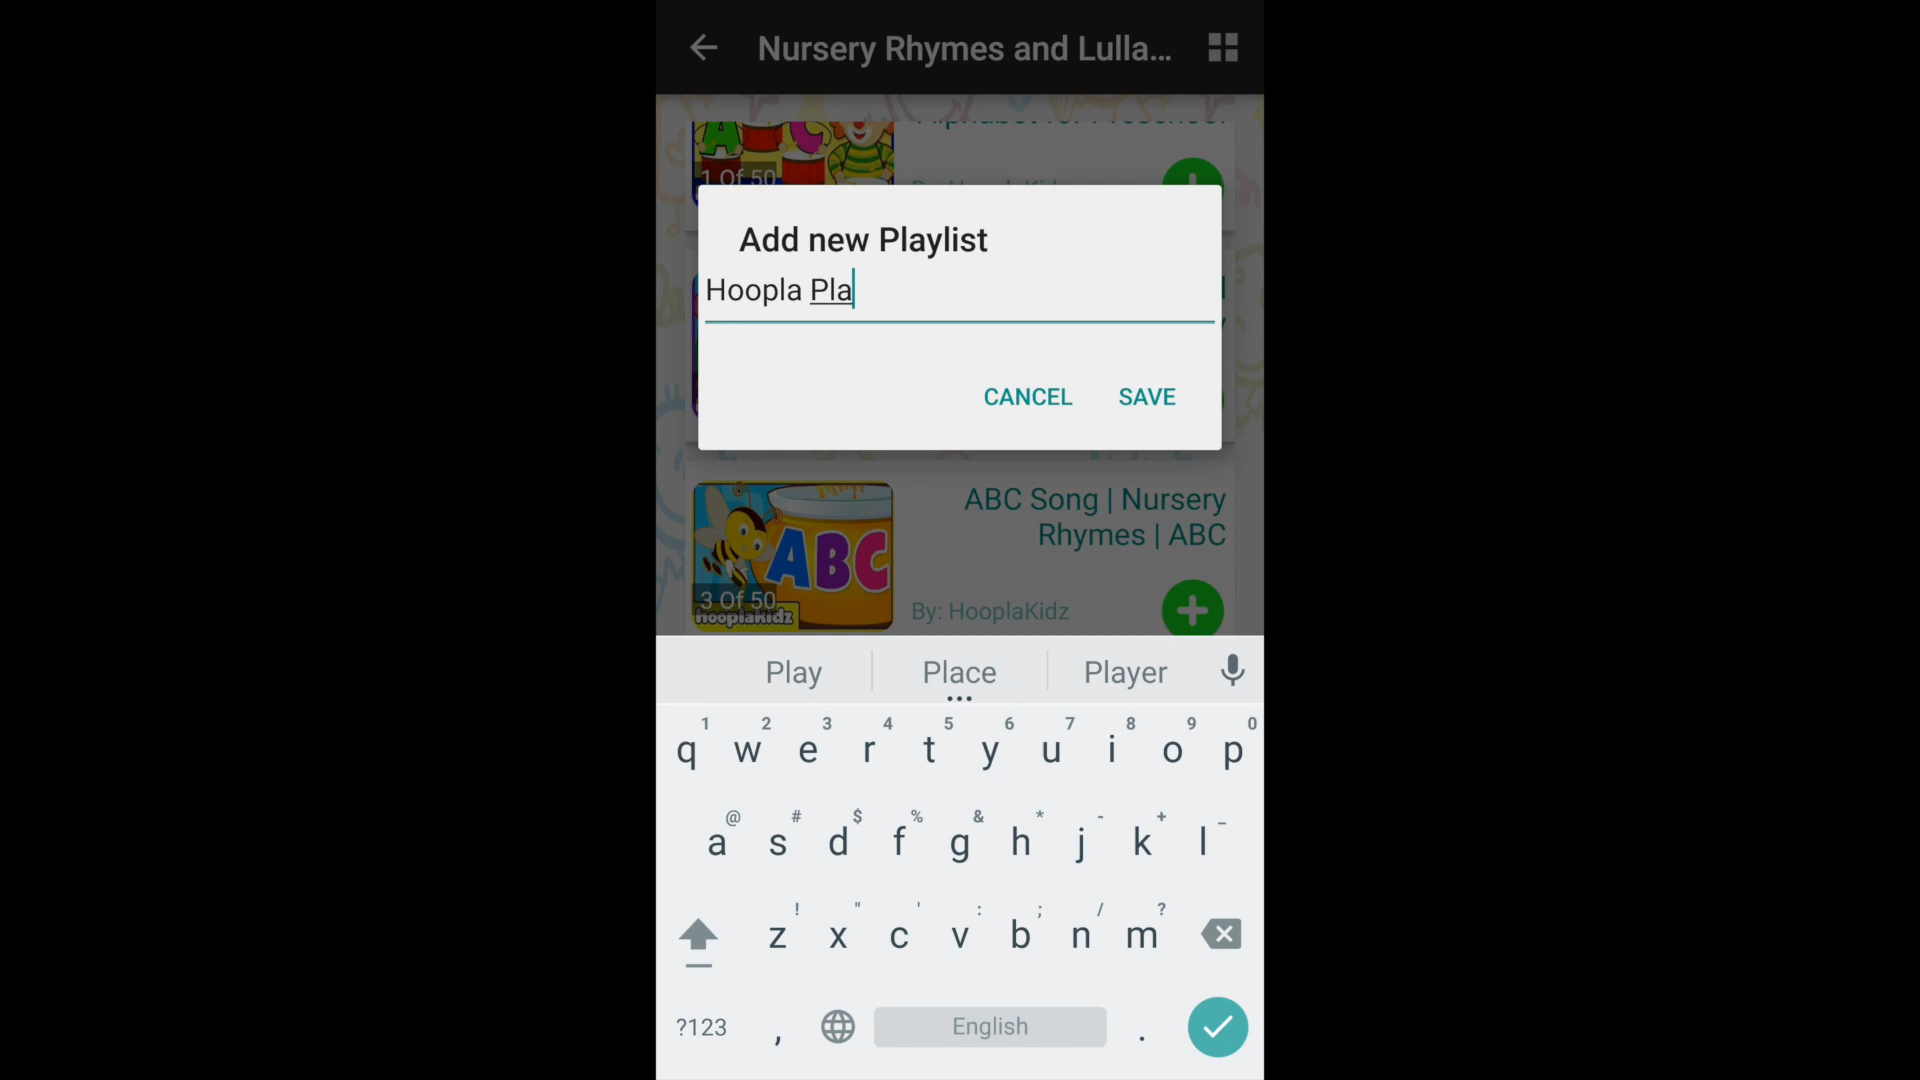 Nursery Rhymes and Lulla...
1 Of 50
Add new Playlist
Hoopla Pla
CANCEL
SAVE
ABC Song | Nursery
Rhymes | ABC
ABC
3 Of 50
hooplakidz
By: HooplaKidz
Play
Place
Player
1 2 3 4 5 6 7 8 9 0
q w e r t y u i o p
@ # $ % & * - + _
a s d f g h j k l
! " ' : ; / ?
z x c v b n m
?123 , English .